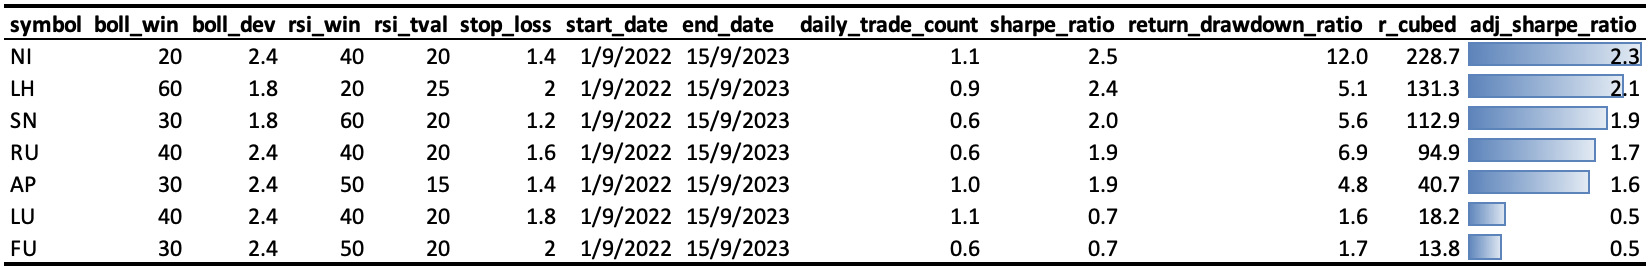 symbol boll_win boll_dev rsi_win rsi_tval stop_loss start_date end_date daily_trade_count sharpe_ratio return_drawdown_ratio r_cubed adj_sharpe_ratio
NI 20 2.4 40 20 1.4 1/9/2022 15/9/2023 1.1 2.5 12.0 228.7 2.3
LH 60 1.8 20 25 2 1/9/2022 15/9/2023 0.9 2.4 5.1 131.3 2.1
SN 30 1.8 60 20 1.2 1/9/2022 15/9/2023 0.6 2.0 5.6 112.9 1.9
RU 40 2.4 40 20 1.6 1/9/2022 15/9/2023 0.6 1.9 6.9 94.9 1.7
AP 30 2.4 50 15 1.4 1/9/2022 15/9/2023 1.0 1.9 4.8 40.7 1.6
LU 40 2.4 40 20 1.8 1/9/2022 15/9/2023 1.1 0.7 1.6 18.2 0.5
FU 30 2.4 50 20 2 1/9/2022 15/9/2023 0.6 0.7 1.7 13.8 0.5